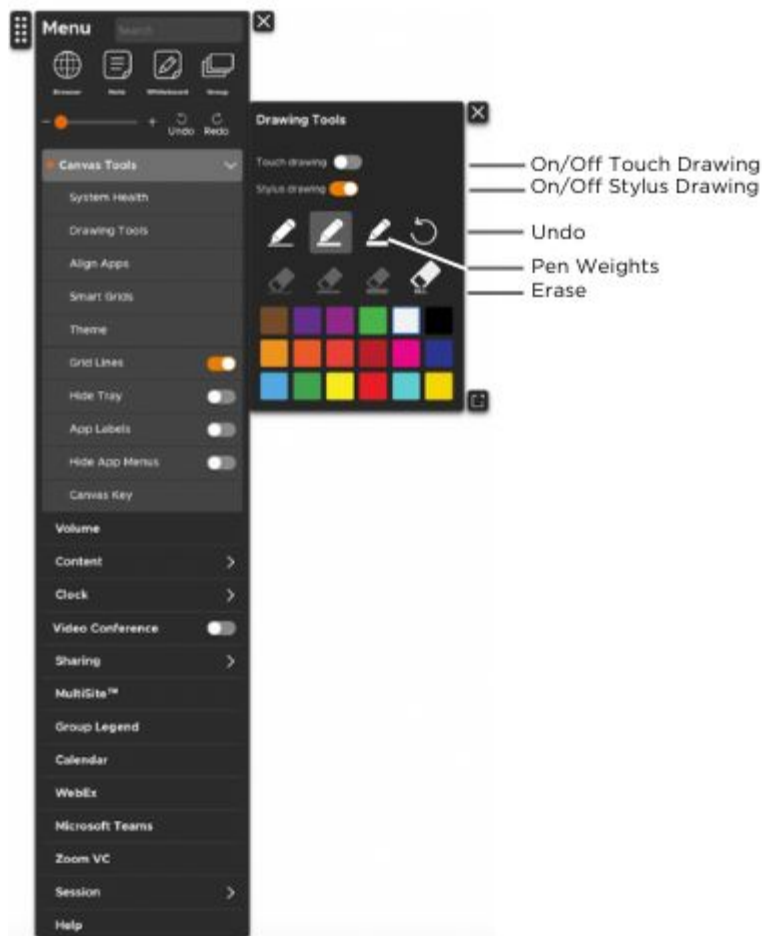 Menu
Search
Browser
Note
Whiteboard
Group
- +
Undo
Redo
Canvas Tools
System Health
Drawing Tools
Align Apps
Smart Grids
Theme
Grid Lines
Hide Tray
App Labels
Hide App Menus
Canvas Key
Volume
Content
Clock
Video Conference
Sharing
MultiSite™
Group Legend
Calendar
WebEx
Microsoft Teams
Zoom VC
Session
Help
Drawing Tools
Touch drawing
Stylus drawing
On/Off Touch Drawing
On/Off Stylus Drawing
Undo
Pen Weights
Erase